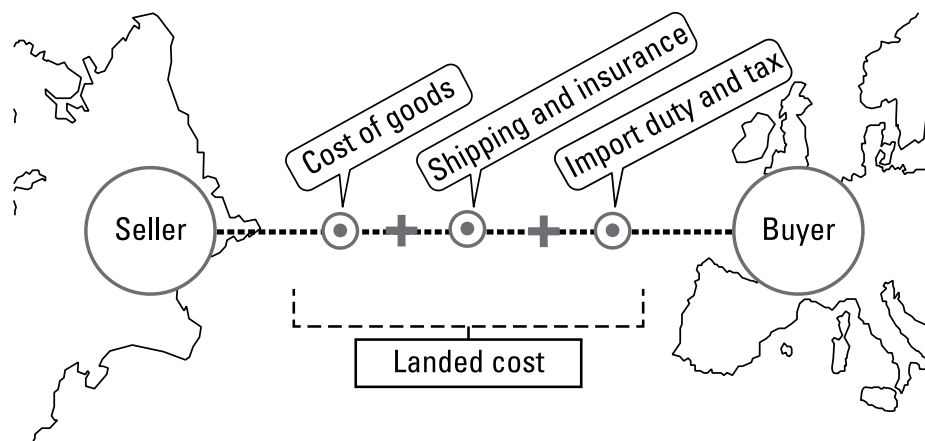 Cost of goods
Shipping and insurance
Import duty and tax
Seller
Buyer
Landed cost